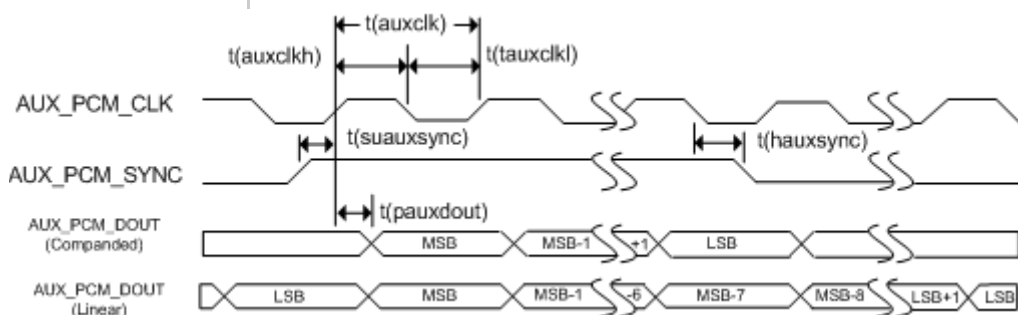 t(auxclk)
t(auxclkh) t(tauxclkl)
AUX_PCM_CLK
t(suauxsync) t(hauxsync)
AUX_PCM_SYNC
t(pauxdout)
AUX_PCM_DOUT
(Companded)
MSB MSB-1 +1 LSB
AUX_PCM_DOUT
(Linear)
LSB MSB MSB-1 -6 MSB-7 MSB-8 LSB+1 LSB